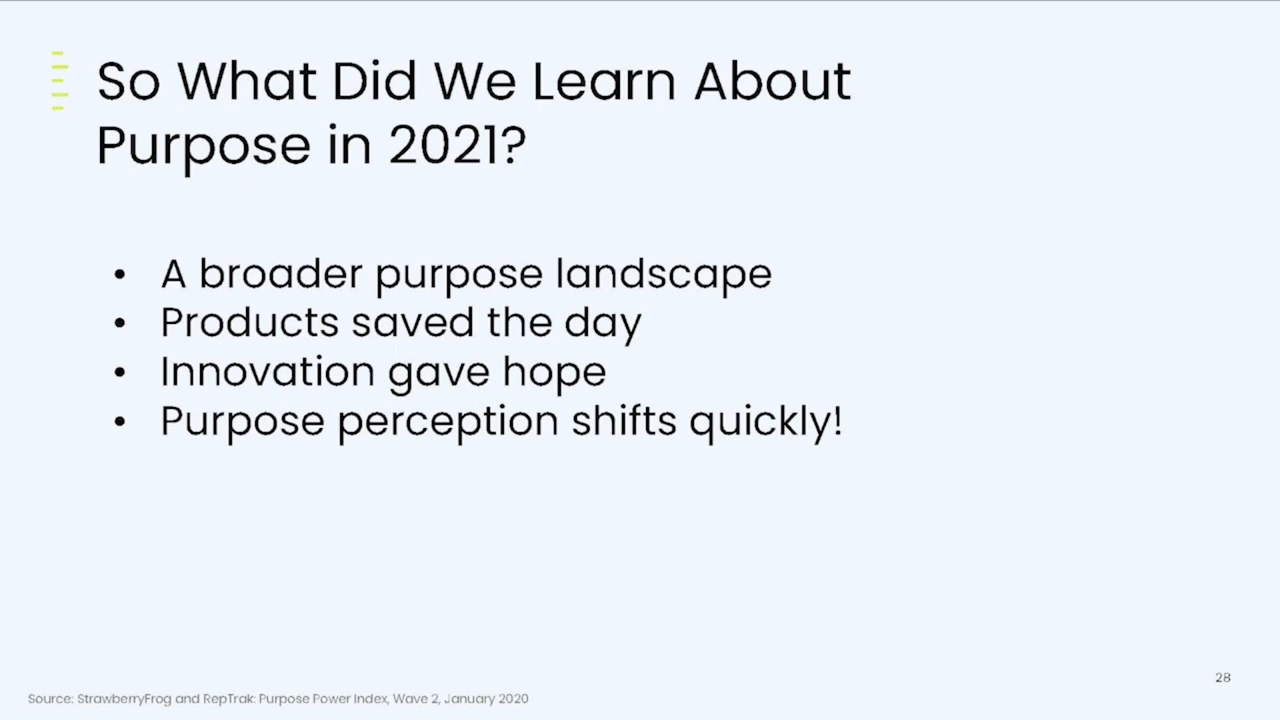 So What Did We Learn About
Purpose in 2021?
• A broader purpose landscape
• Products saved the day
• Innovation gave hope
• Purpose perception shifts quickly!
28
Source: StrawberryFrog and RepTrak: Purpose Power Index, Wave 2, January 2020